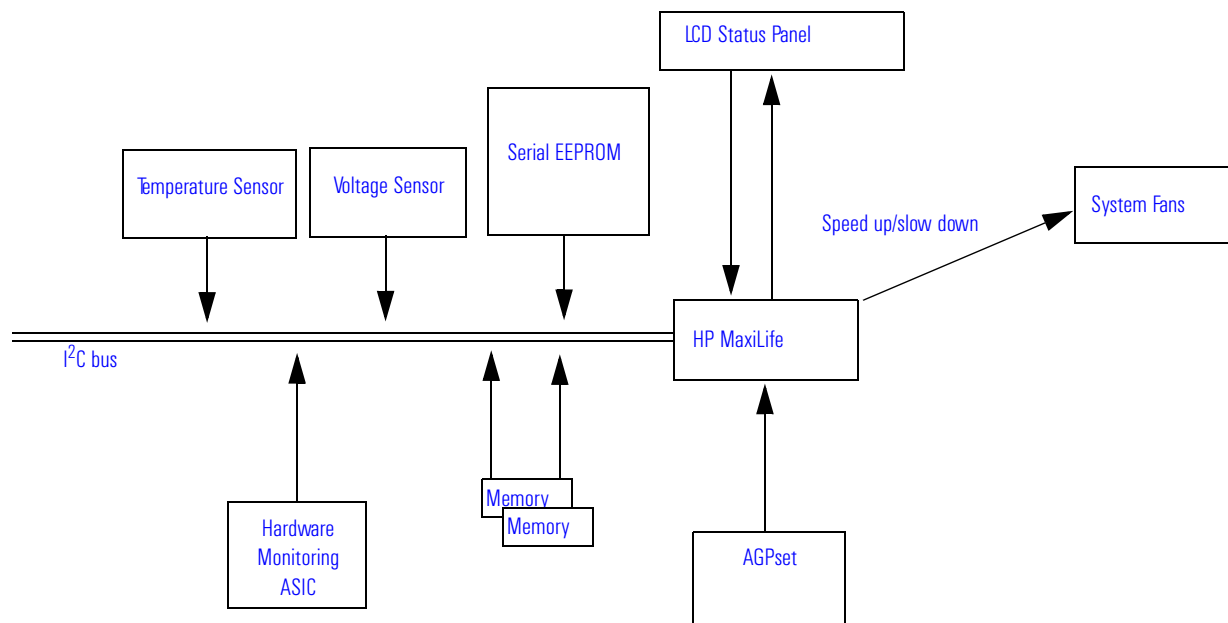 LCD Status Panel
Serial EEPROM
Temperature Sensor
Voltage Sensor
System Fans
Speed up/slow down
HP MaxiLife
I²C bus
Memory
Memory
Hardware
Monitoring
ASIC
AGPset